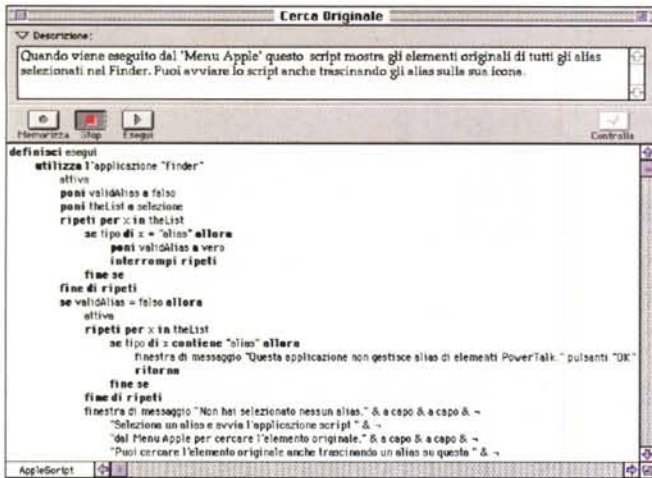 Cerca Originale
Descrizione:
Quando viene eseguito dal 'Menu Apple' questo script mostra gli elementi originali di tutti gli alias
selezionati nel Finder. Puoi avviare lo script anche trascinando gli alias sulla sua icona.
Memorizza Stop Esegui Controlla
definisci esegui
utilizza l'applicazione "Finder"
attiva
poni validAlias a falso
poni theList a selezione
ripeti per x in theList
se tipo di x = "alias" allora
poni validAlias a vero
interrompi ripeti
fine se
fine di ripeti
se validAlias = falso allora
attiva
ripeti per x in theList
se tipo di x contiene "alias" allora
finestra di messaggio "Questa applicazione non gestisce alias di elementi PowerTalk." pulsanti "OK"
ritorna
fine se
fine di ripeti
finestra di messaggio "Non hai selezionato nessun alias." & a capo & a capo & ¬
"Seleziona un alias e avvia l'applicazione script " & ¬
"dal Menu Apple per cercare l'elemento originale." & a capo & a capo & ¬
"Puoi cercare l'elemento originale anche trascinando un alias su questa " & ¬
AppleScript